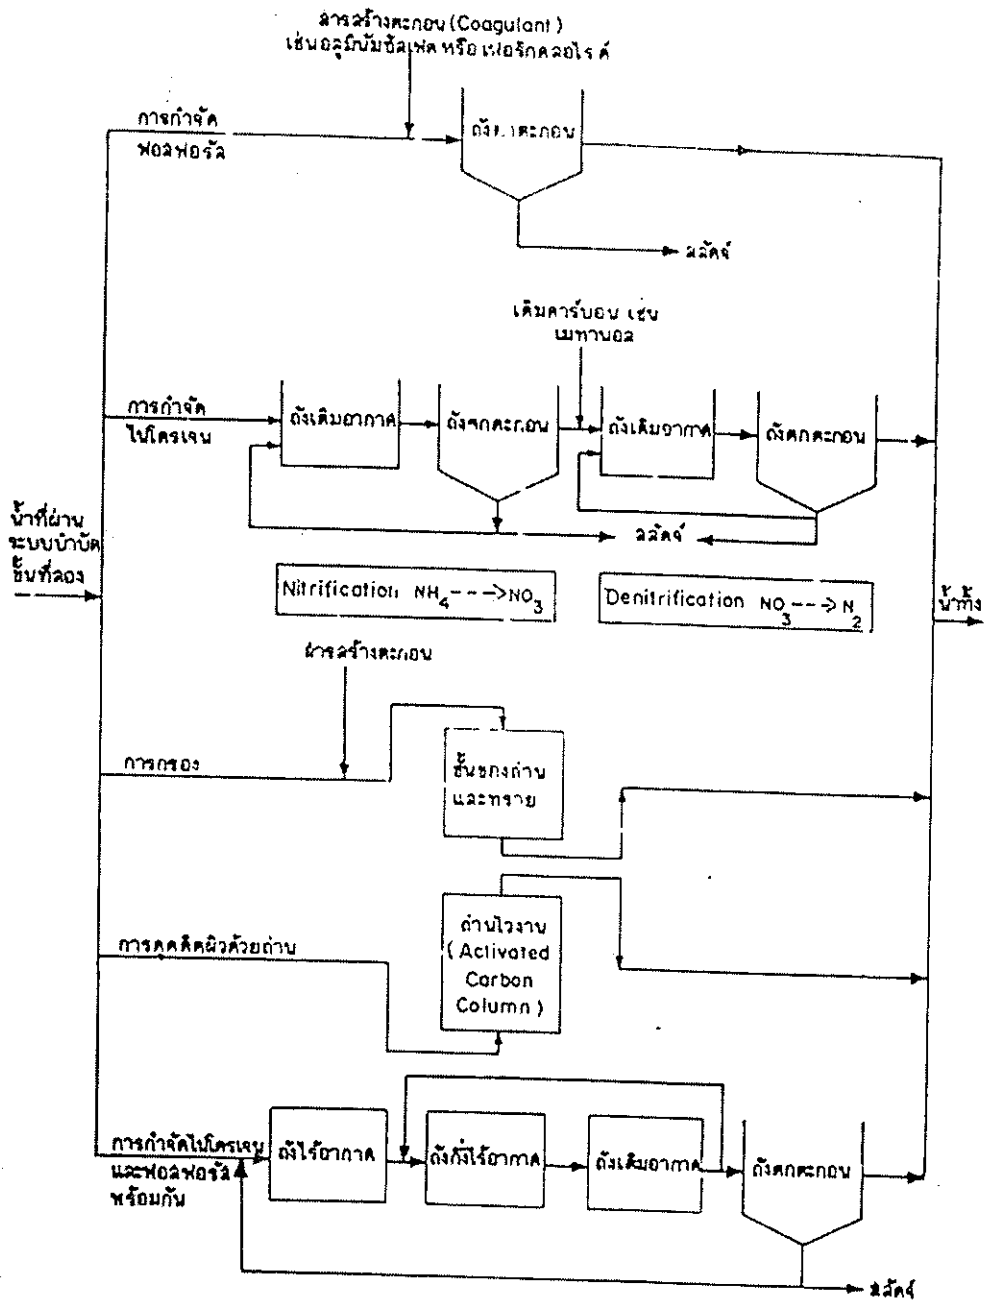 สารสร้างตะกอน (Coagulant)
เช่นอลูมินัมซัลเฟต หรือ เฟอริกคลอไรด์
การกำจัด
ฟอสฟอรัส
ถังตกตะกอน
สลัดจ์
เติมคาร์บอน เช่น
เมทานอล
การกำจัด
ไนโตรเจน
ถังเติมอากาศ
ถังตกตะกอน
ถังเติมอากาศ
ถังตกตะกอน
สลัดจ์
น้ำที่ผ่าน
ระบบบำบัด
ขั้นที่สอง
Nitrification NH4 ---> NO3
Denitrification NO3 ---> N2
น้ำทิ้ง
สารสร้างตะกอน
การกรอง
ชั้นของถ่าน
และทราย
การดูดติดผิวด้วยถ่าน
ถ่านไวงาน
(Activated
Carbon
Column)
การกำจัดไนโตรเจน
และฟอสฟอรัส
พร้อมกัน
ถังไร้อากาศ
ถังกึ่งไร้อากาศ
ถังเติมอากาศ
ถังตกตะกอน
สลัดจ์